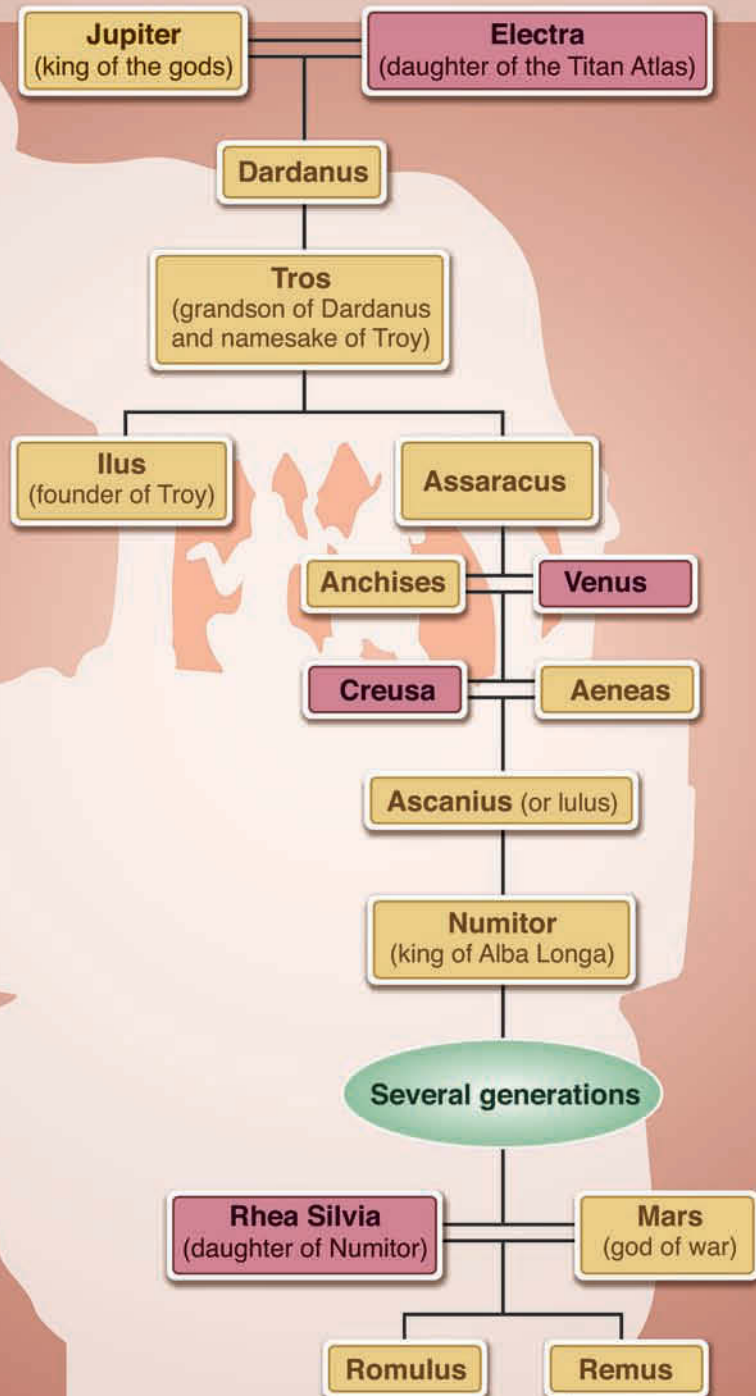 Jupiter
(king of the gods)
Electra
(daughter of the Titan Atlas)
Dardanus
Tros
(grandson of Dardanus
and namesake of Troy)
Ilus
(founder of Troy)
Assaracus
Anchises
Venus
Creusa
Aeneas
Ascanius (or lulus)
Numitor
(king of Alba Longa)
Several generations
Rhea Silvia
(daughter of Numitor)
Mars
(god of war)
Romulus
Remus